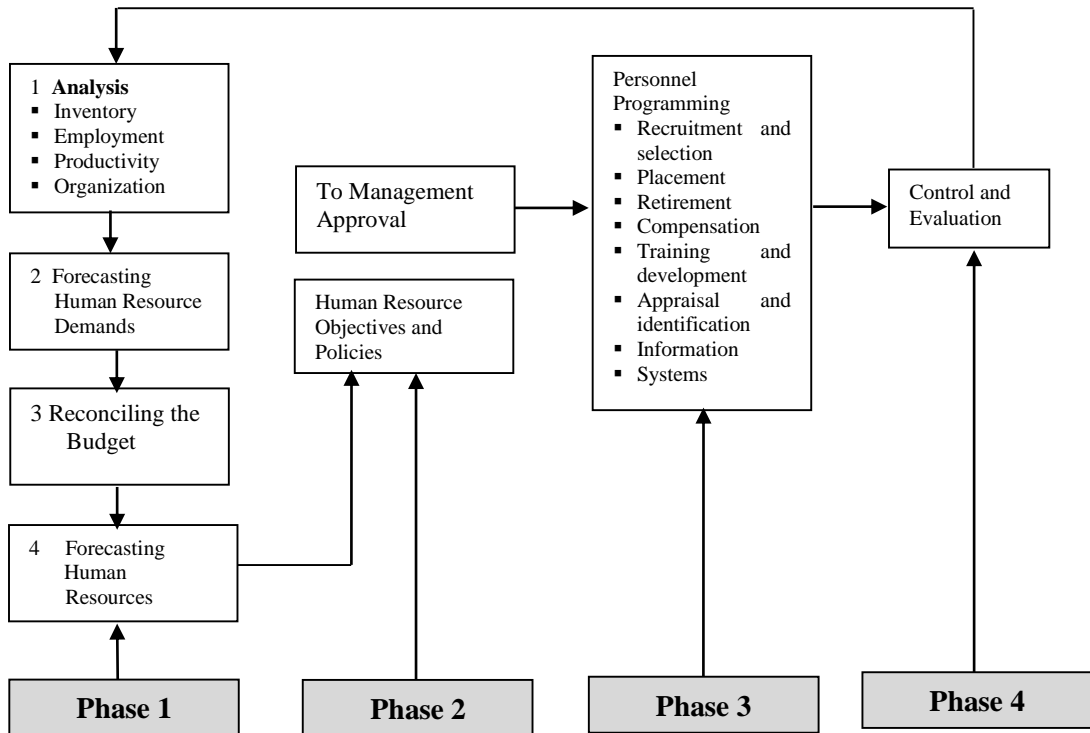 1 Analysis
▪ Inventory
▪ Employment
▪ Productivity
▪ Organization
2 Forecasting
Human Resource
Demands
3 Reconciling the
Budget
4 Forecasting
Human
Resources
Phase 1
To Management
Approval
Human Resource
Objectives and
Policies
Phase 2
Personnel
Programming
▪ Recruitment and
selection
▪ Placement
▪ Retirement
▪ Compensation
▪ Training and
development
▪ Appraisal and
identification
▪ Information
▪ Systems
Phase 3
Control and
Evaluation
Phase 4